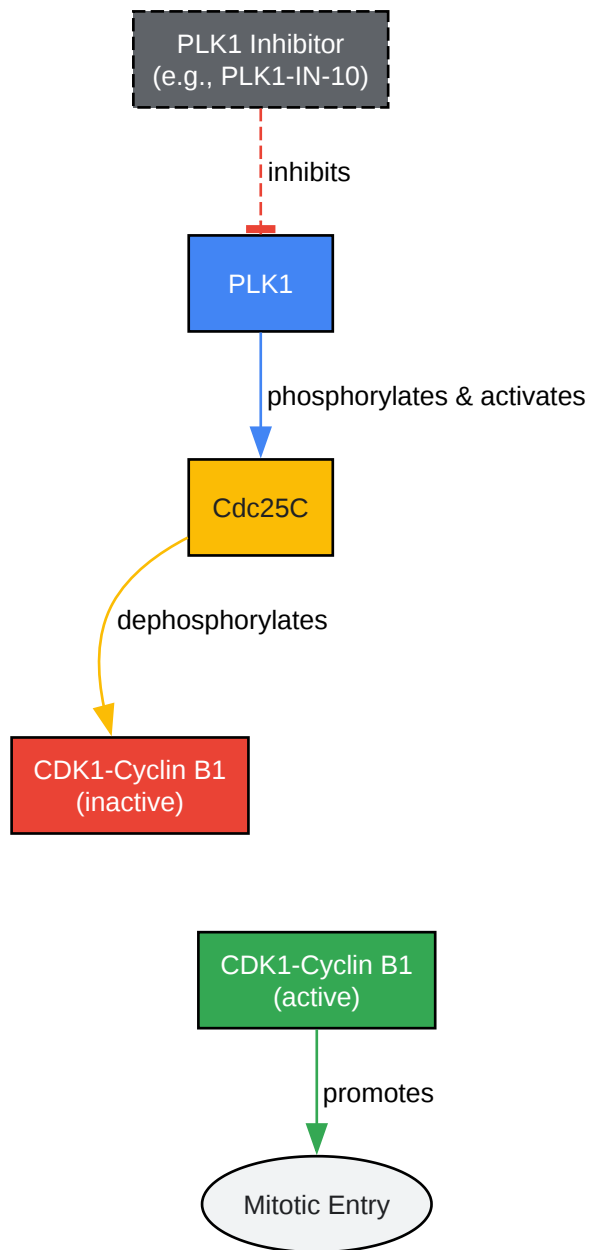 PLK1 Inhibitor
(e.g., PLK1-IN-10)
inhibits
PLK1
phosphorylates & activates
Cdc25C
dephosphorylates
CDK1-Cyclin B1
(inactive)
CDK1-Cyclin B1
(active)
promotes
Mitotic Entry